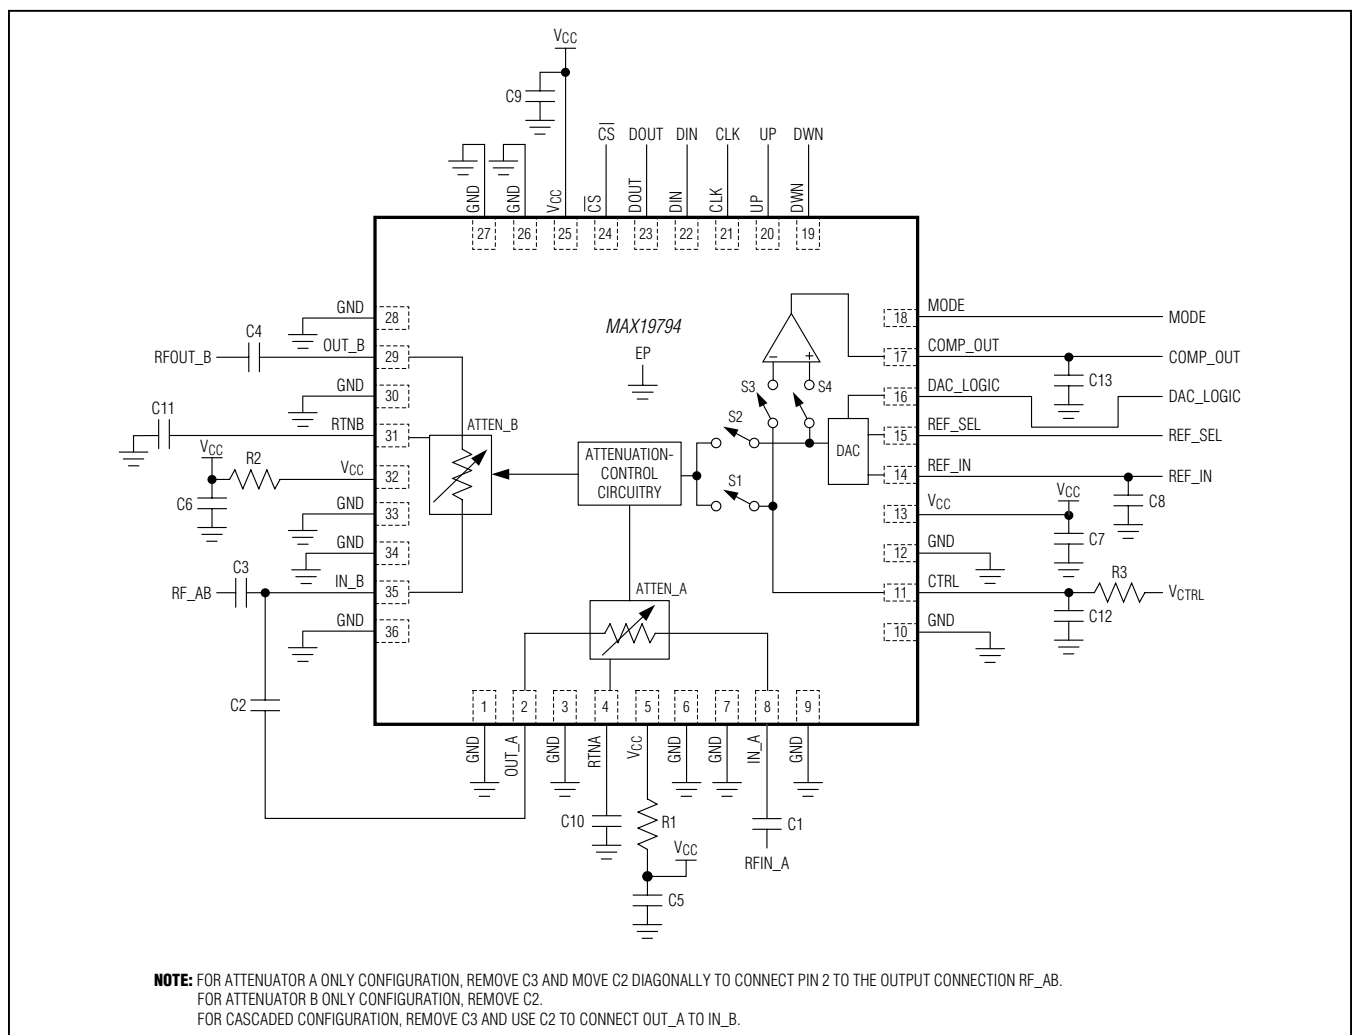 VCC
C9
CS DOUT DIN CLK UP DWN
GND GND VCC CS DOUT DIN CLK UP DWN
27 26 25 24 23 22 21 20 19
GND
28
C4
OUT_B
RFOUT_B
29
GND
30
C11
RTNB
31
ATTEN_B
VCC
R2
VCC
32
C6
GND
33
GND
34
C3
IN_B
RF_AB
35
GND
36
C2
MAX19794
EP
ATTENUATION-
CONTROL
CIRCUITRY
ATTEN_A
S3
S4
S2
S1
− +
DAC
MODE
18
MODE
COMP_OUT
17
COMP_OUT
C13
DAC_LOGIC
16
DAC_LOGIC
REF_SEL
15
REF_SEL
REF_IN
14
REF_IN
C8
VCC
VCC
13
C7
GND
12
CTRL
11
R3
VCTRL
C12
GND
10
1 2 3 4 5 6 7 8 9
GND OUT_A GND RTNA VCC GND GND IN_A GND
C10
R1
C1
VCC
RFIN_A
C5
NOTE: FOR ATTENUATOR A ONLY CONFIGURATION, REMOVE C3 AND MOVE C2 DIAGONALLY TO CONNECT PIN 2 TO THE OUTPUT CONNECTION RF_AB.
FOR ATTENUATOR B ONLY CONFIGURATION, REMOVE C2.
FOR CASCADED CONFIGURATION, REMOVE C3 AND USE C2 TO CONNECT OUT_A TO IN_B.